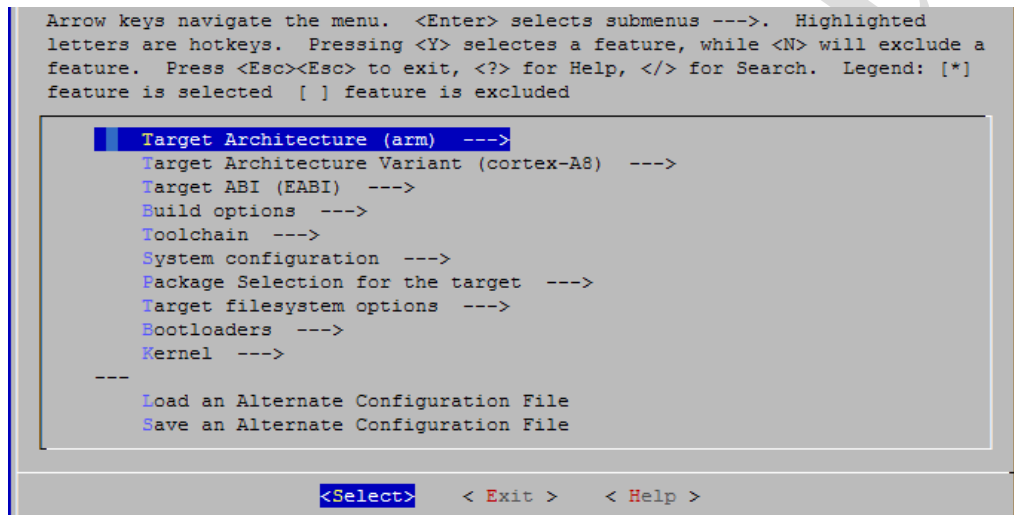 Arrow keys navigate the menu.  <Enter> selects submenus --->.  Highlighted
letters are hotkeys.  Pressing <Y> selectes a feature, while <N> will exclude a
feature.  Press <Esc><Esc> to exit, <?> for Help, </> for Search.  Legend: [*]
feature is selected  [ ] feature is excluded
Target Architecture (arm)  --->
Target Architecture Variant (cortex-A8)  --->
Target ABI (EABI)  --->
Build options  --->
Toolchain  --->
System configuration  --->
Package Selection for the target  --->
Target filesystem options  --->
Bootloaders  --->
Kernel  --->
---
Load an Alternate Configuration File
Save an Alternate Configuration File
<Select>    < Exit >    < Help >